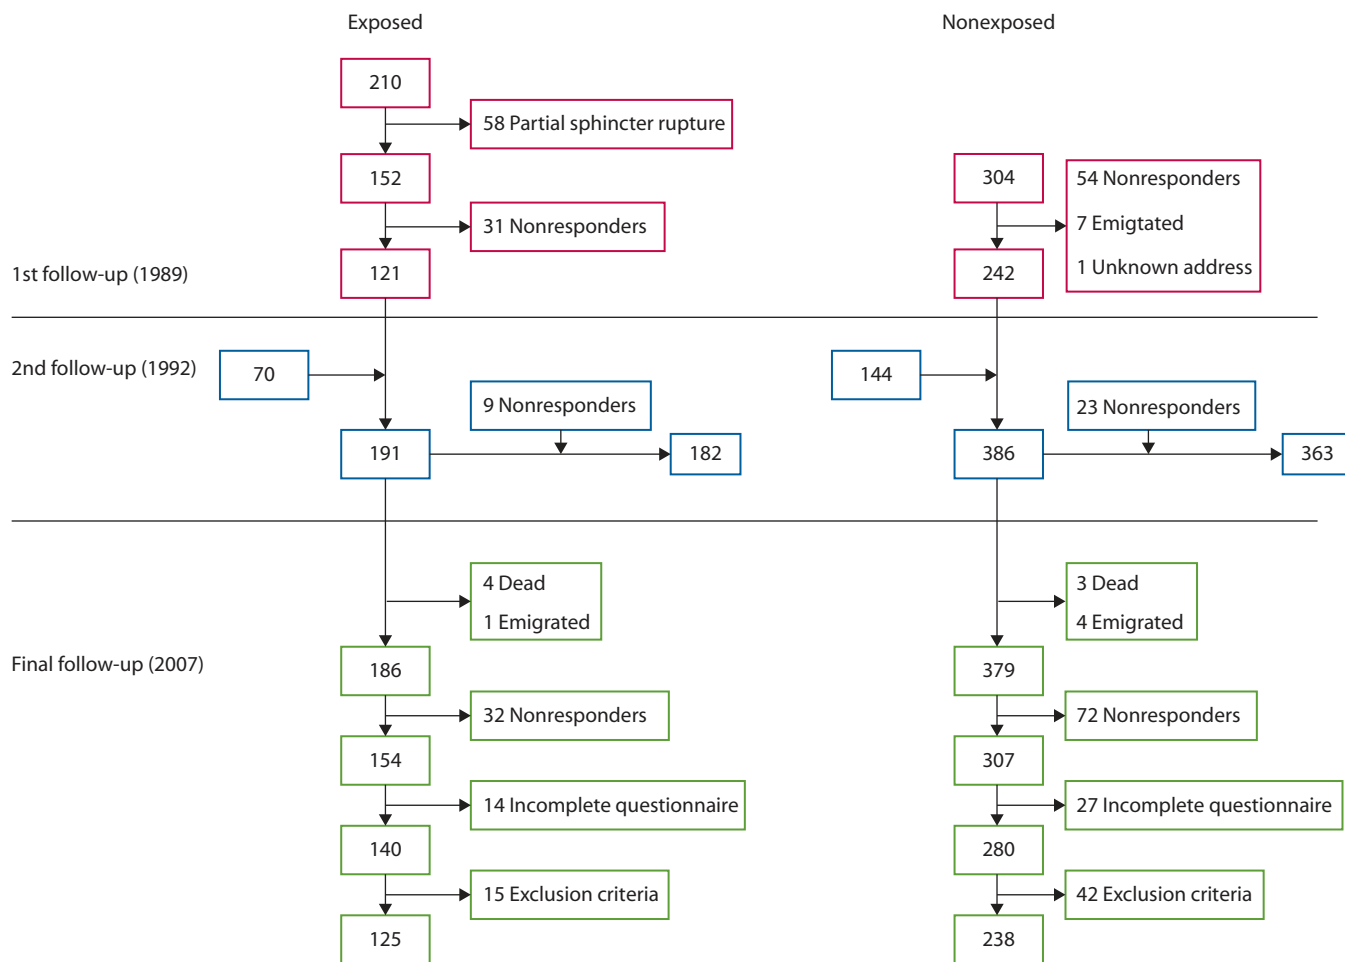 Exposed
Nonexposed
210
58 Partial sphincter rupture
152
304
54 Nonresponders
7 Emigtated
1 Unknown address
31 Nonresponders
1st follow-up (1989)
121
242
2nd follow-up (1992)
70
144
9 Nonresponders
23 Nonresponders
191
182
386
363
4 Dead
1 Emigrated
3 Dead
4 Emigrated
Final follow-up (2007)
186
379
32 Nonresponders
72 Nonresponders
154
307
14 Incomplete questionnaire
27 Incomplete questionnaire
140
280
15 Exclusion criteria
42 Exclusion criteria
125
238